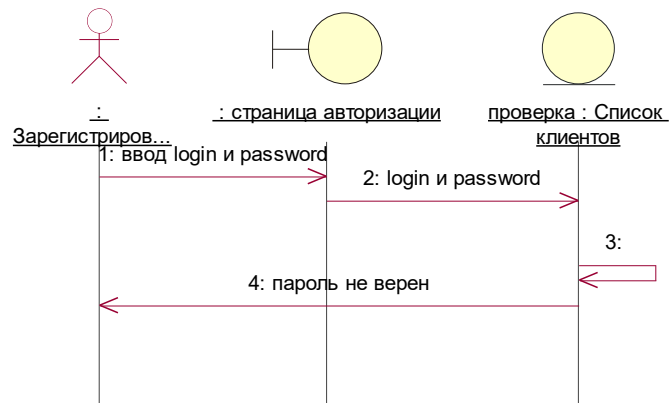 :
Зарегистриров...
: страница авторизации
проверка : Список
клиентов
1: ввод login и password
2: login и password
3:
4: пароль не верен